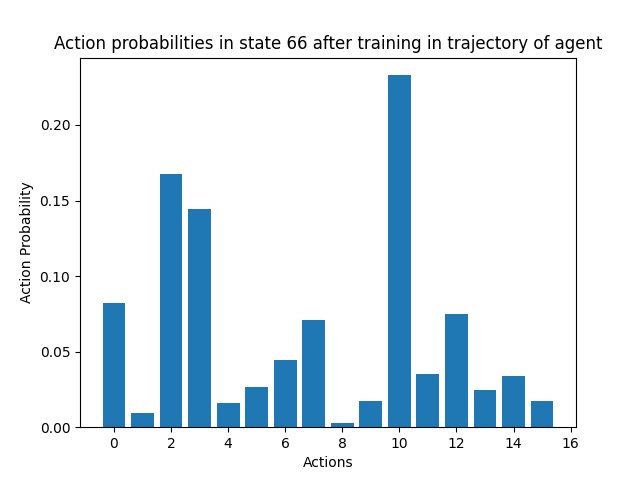 Action probabilities in state 66 after training in trajectory of agent
Action Probability
0.20
0.15
0.10
0.05
0.00
0 2 4 6 8 10 12 14 16
Actions